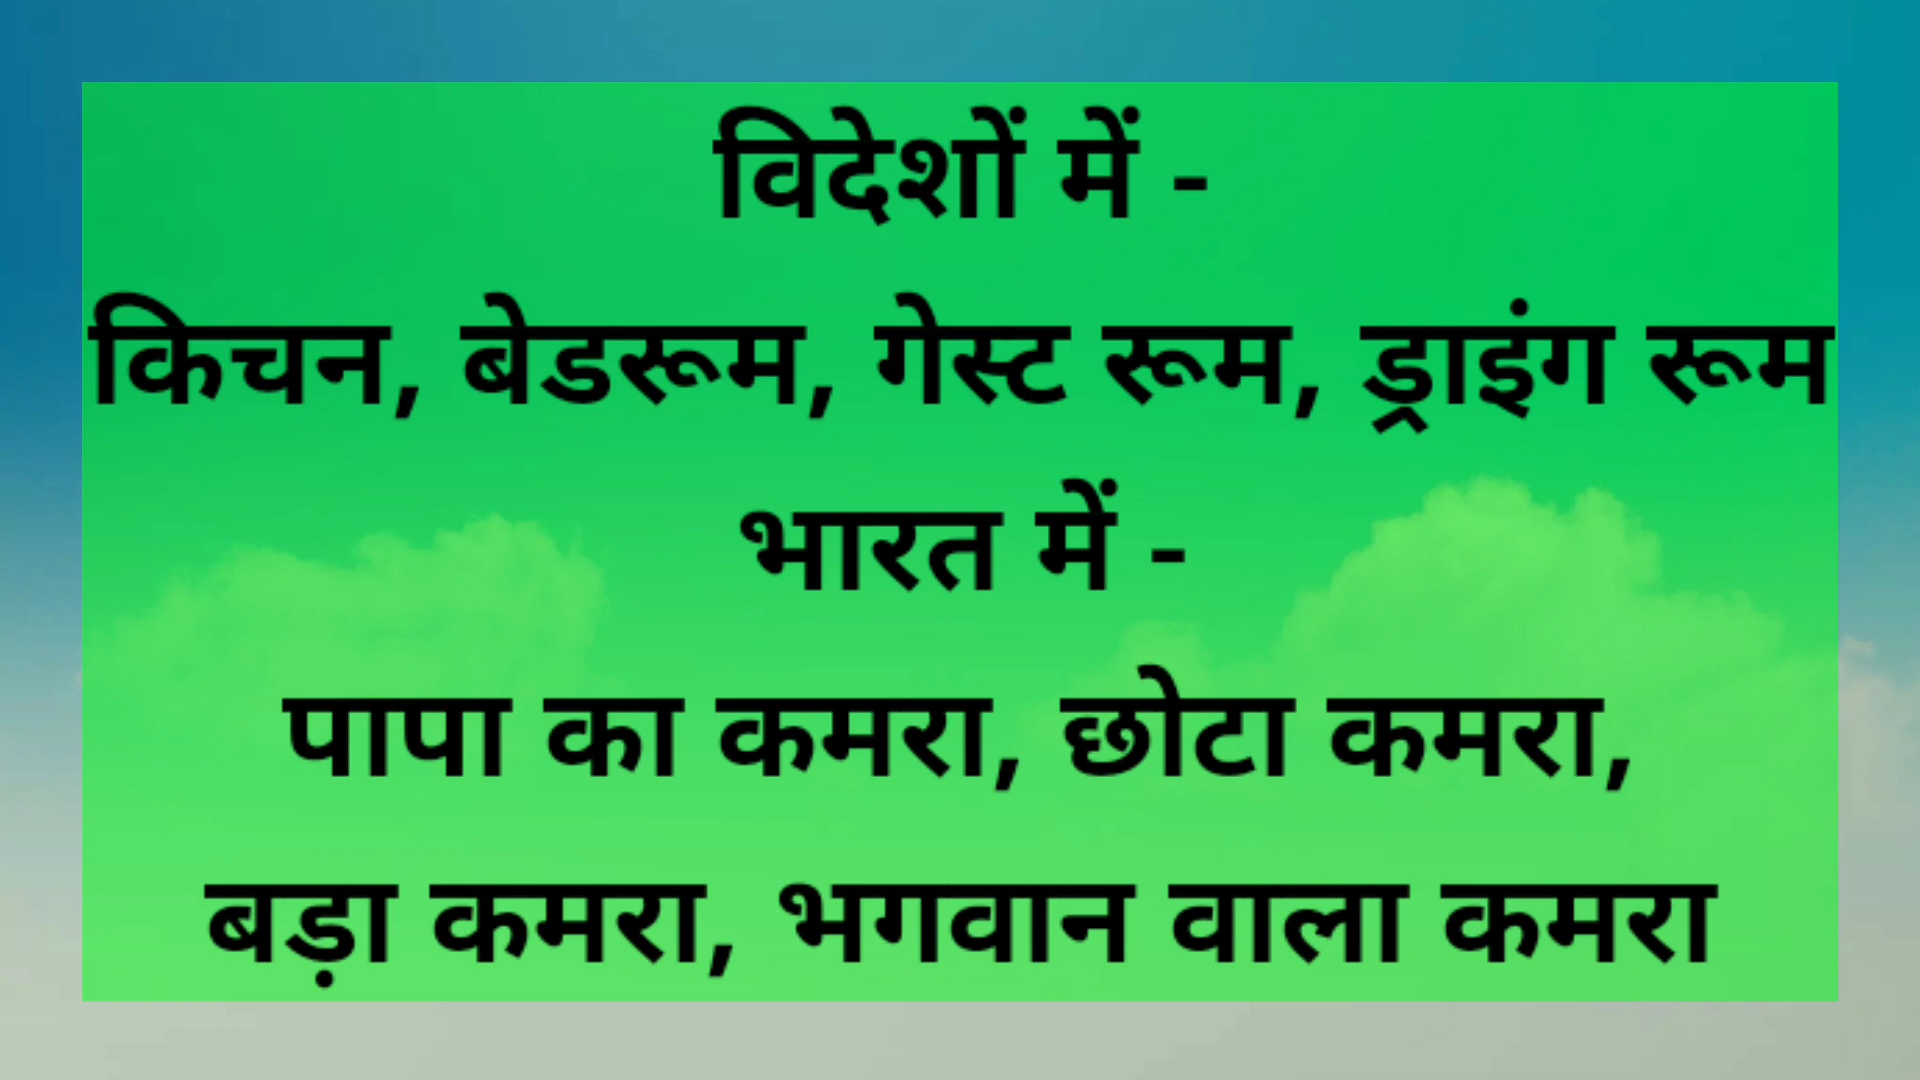 विदेशों में -
किचन, बेडरूम, गेस्ट रूम, ड्राइंग रूम
भारत में -
पापा का कमरा, छोटा कमरा,
बड़ा कमरा, भगवान वाला कमरा